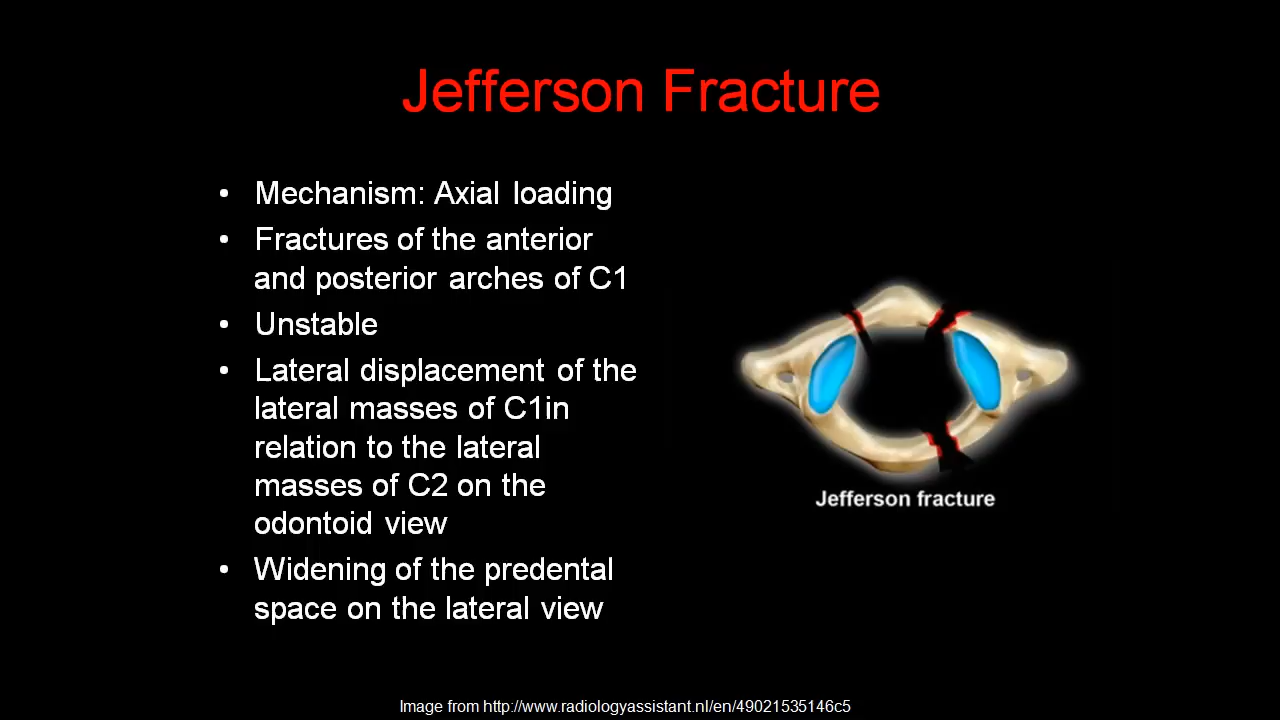 Jefferson Fracture
• Mechanism: Axial loading
• Fractures of the anterior
and posterior arches of C1
• Unstable
• Lateral displacement of the
lateral masses of C1in
relation to the lateral
masses of C2 on the
odontoid view
• Widening of the predental
space on the lateral view
Jefferson fracture
Image from http://www.radiologyassistant.nl/en/49021535146c5